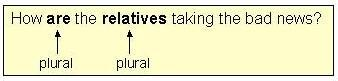 How are the relatives taking the bad news?
plural plural